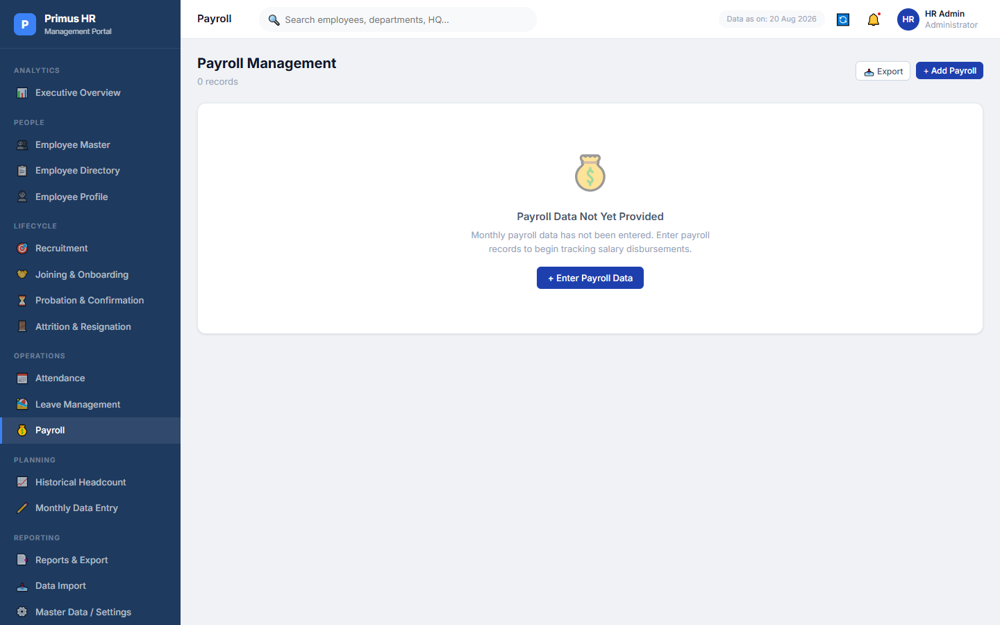 P
Primus HR
Management Portal
ANALYTICS
Executive Overview
PEOPLE
Employee Master
Employee Directory
Employee Profile
LIFECYCLE
Recruitment
Joining & Onboarding
Probation & Confirmation
Attrition & Resignation
OPERATIONS
Attendance
Leave Management
Payroll
PLANNING
Historical Headcount
Monthly Data Entry
REPORTING
Reports & Export
Data Import
Master Data / Settings
Payroll
Search employees, departments, HQ...
Data as on: 20 Aug 2026
HR
HR Admin
Administrator
Payroll Management
0 records
Export
+ Add Payroll
$
Payroll Data Not Yet Provided
Monthly payroll data has not been entered. Enter payroll
records to begin tracking salary disbursements.
+ Enter Payroll Data